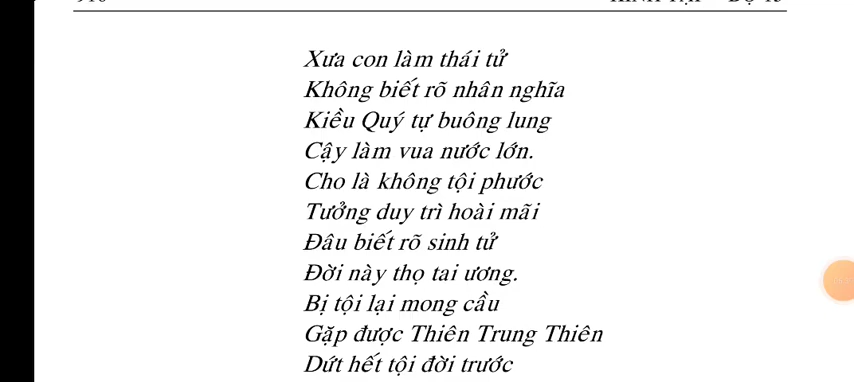 Xưa con làm thái tử
Không biết rõ nhân nghĩa
Kiều Quý tự buông lung
Cậy làm vua nước lớn.
Cho là không tội phước
Tưởng duy trì hoài mãi
Đâu biết rõ sinh tử
Đời này thọ tai ương.
Bị tội lại mong cầu
Gặp được Thiên Trung Thiên
Dứt hết tội đời trước